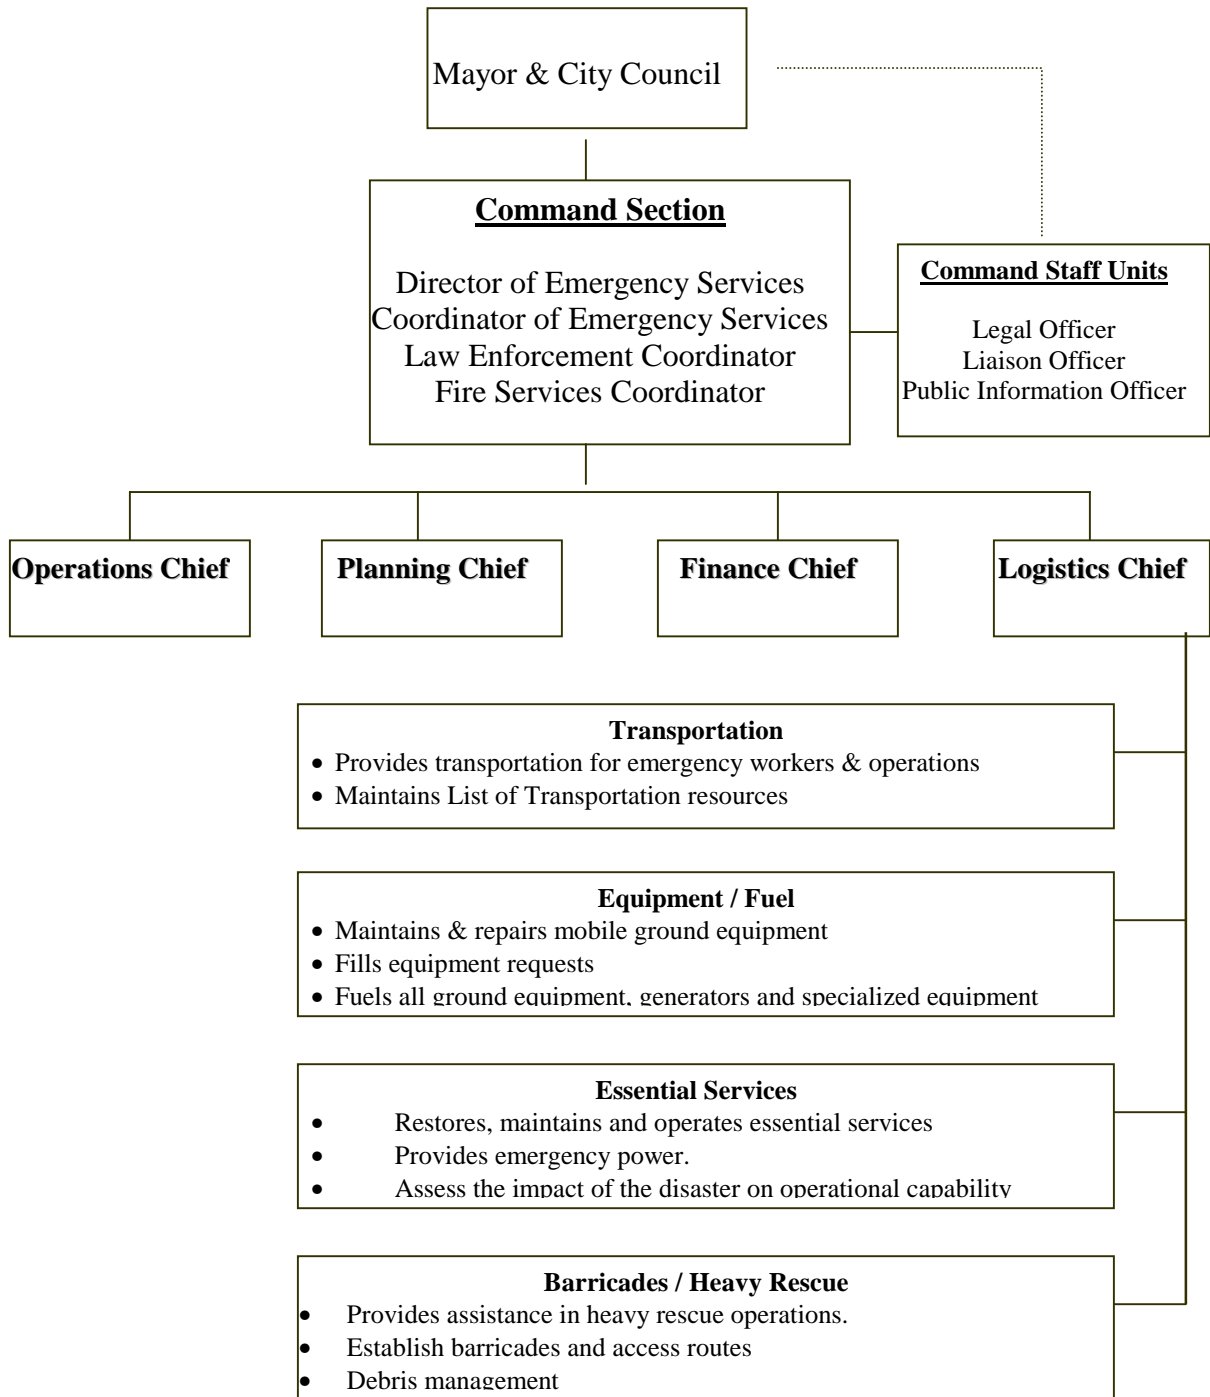 Mayor & City Council
Command Section
Director of Emergency Services
Coordinator of Emergency Services
Law Enforcement Coordinator
Fire Services Coordinator
Command Staff Units
Legal Officer
Liaison Officer
Public Information Officer
Operations Chief
Planning Chief
Finance Chief
Logistics Chief
Transportation
• Provides transportation for emergency workers & operations
• Maintains List of Transportation resources
Equipment / Fuel
• Maintains & repairs mobile ground equipment
• Fills equipment requests
• Fuels all ground equipment, generators and specialized equipment
Essential Services
• Restores, maintains and operates essential services
• Provides emergency power.
• Assess the impact of the disaster on operational capability
Barricades / Heavy Rescue
• Provides assistance in heavy rescue operations.
• Establish barricades and access routes
• Debris management